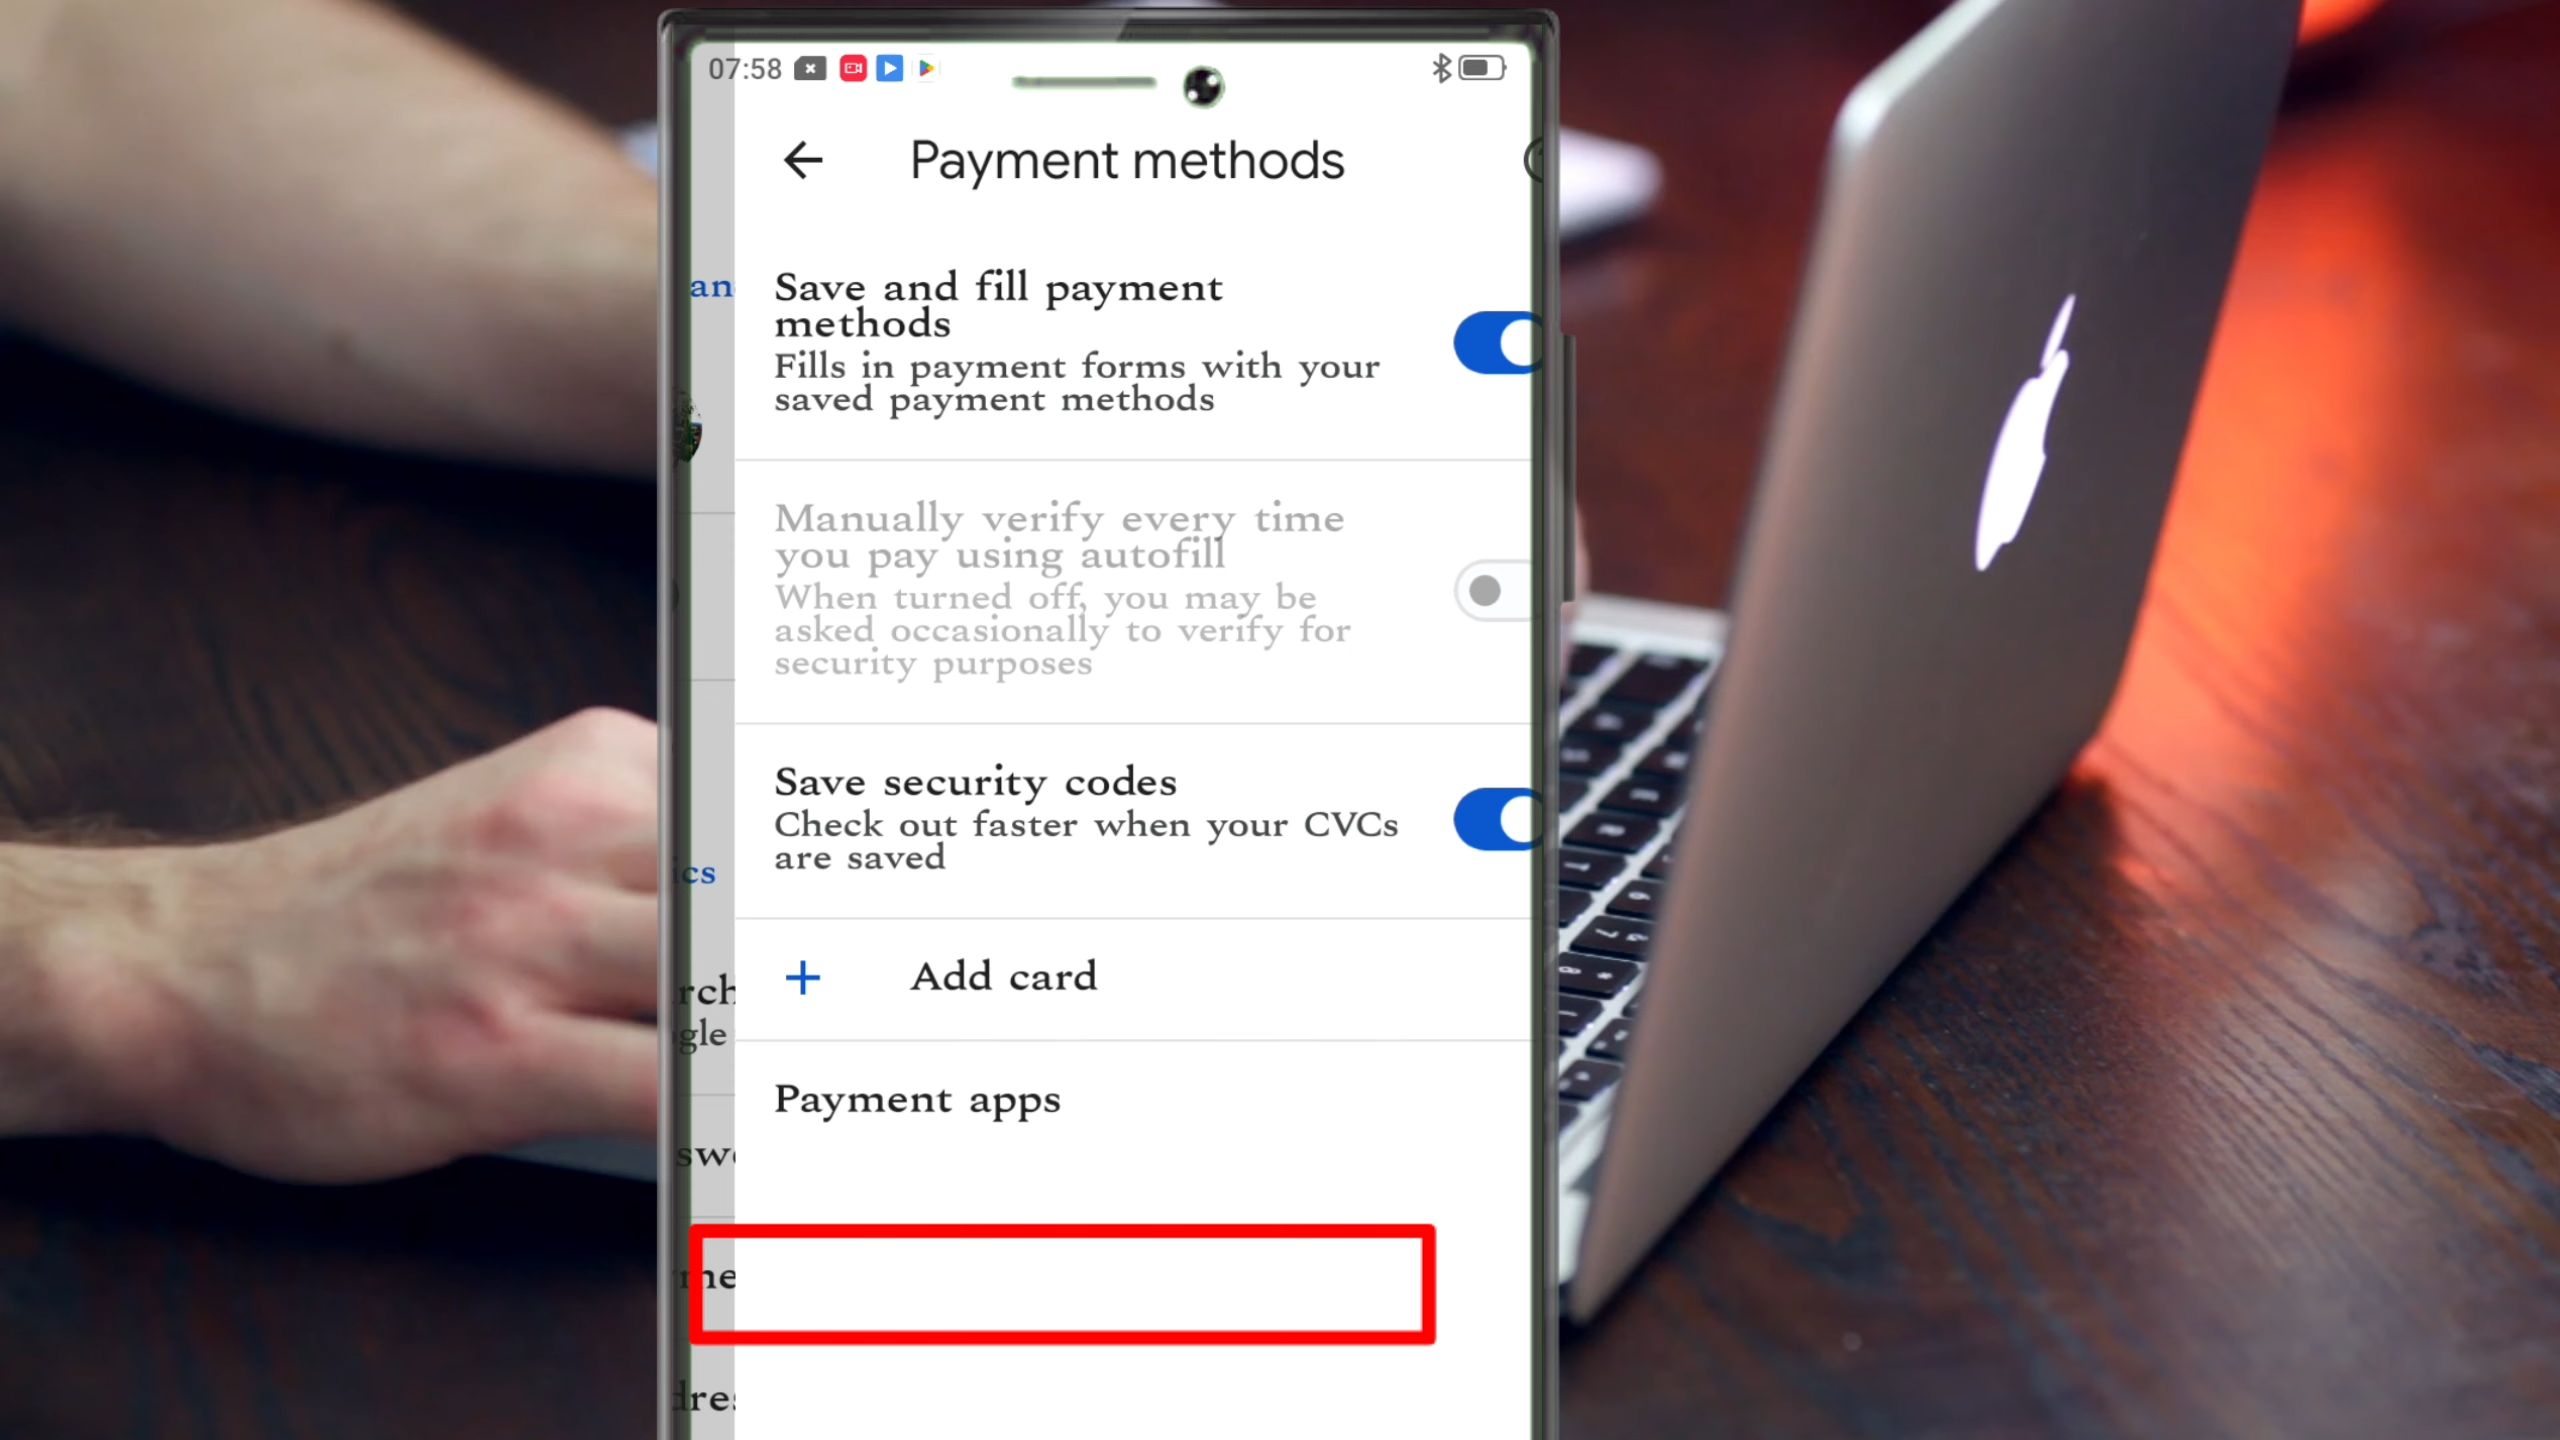 07:58
Payment methods
Save and fill payment
methods
Fills in payment forms with your
saved payment methods
Manually verify every time
you pay using autofill
When turned off, you may be
asked occasionally to verify for
security purposes
Save security codes
Check out faster when your CVCs
are saved
+ Add card
Payment apps